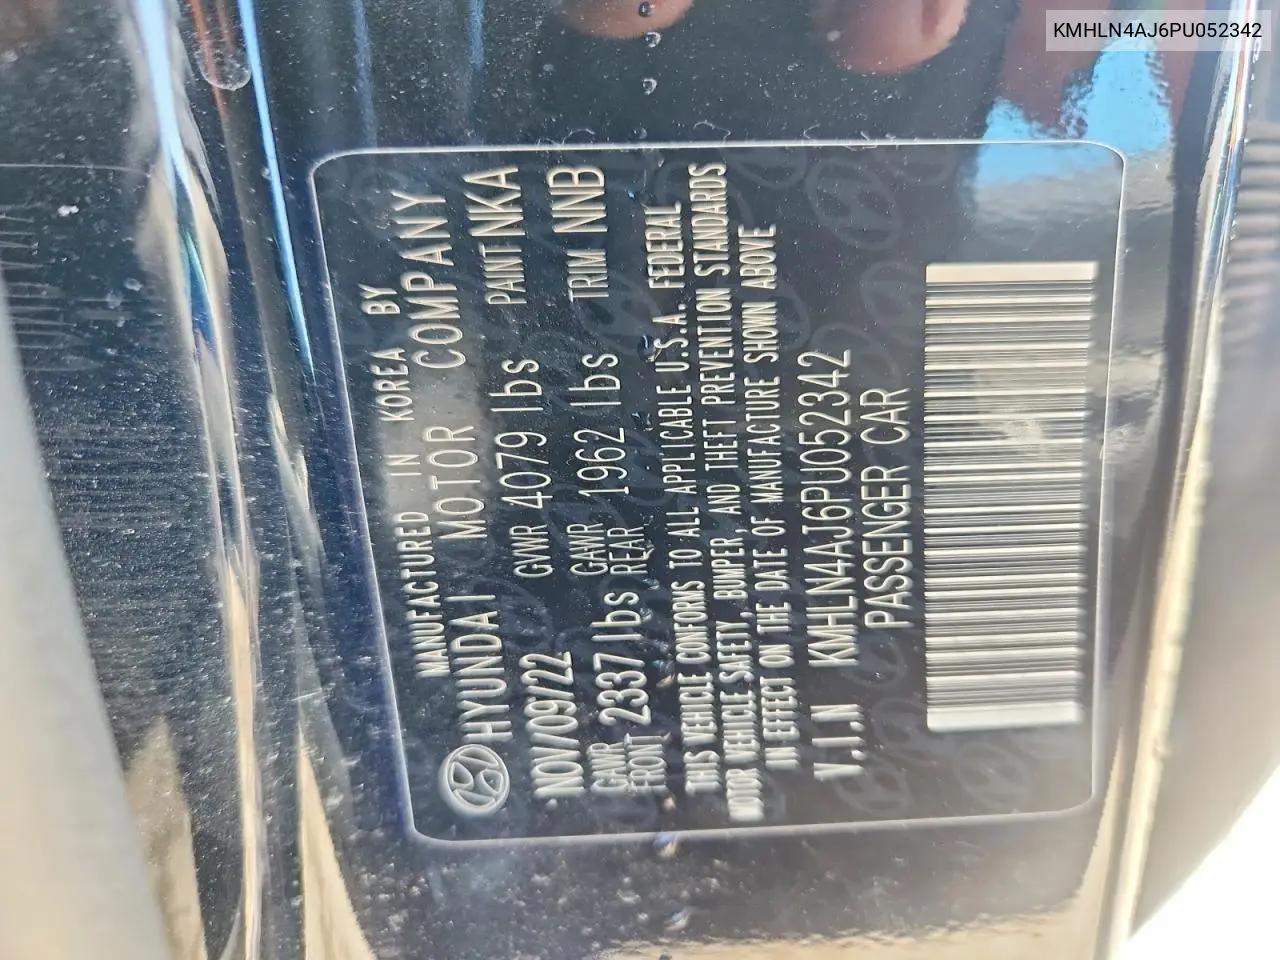 KMHLN4AJ6PU052342
MANUFACTURED IN KOREA BY
HYUNDAI MOTOR COMPANY
NOV/09/22 GVWR 4079 lbs PAINT NKA
GAWR FRONT 2337 lbs GAWR REAR 1962 lbs TRIM NNB
THIS VEHICLE CONFORMS TO ALL APPLICABLE U.S.A. FEDERAL
MOTOR VEHICLE SAFETY, BUMPER, AND THEFT PREVENTION STANDARDS
IN EFFECT ON THE DATE OF MANUFACTURE SHOWN ABOVE
V.I.N KMHLN4AJ6PU052342
PASSENGER CAR